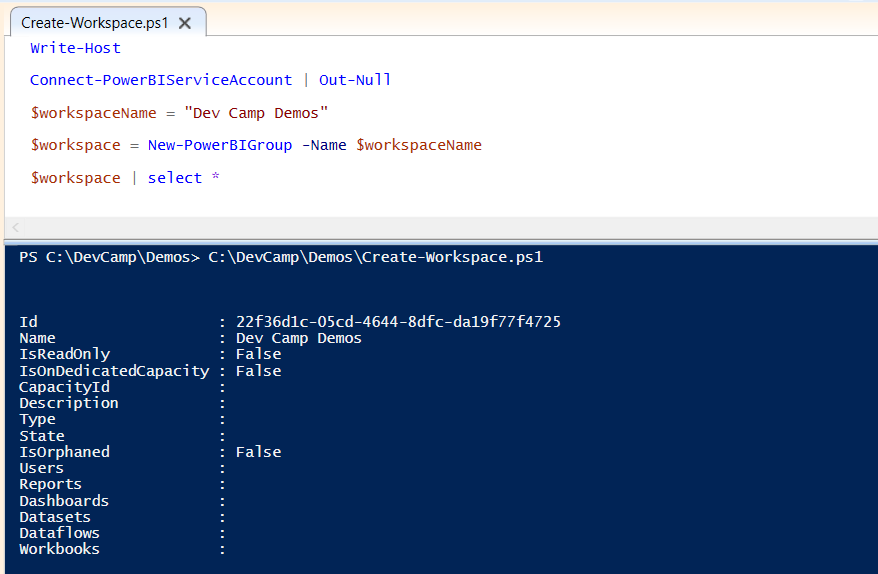 Create-Workspace.ps1
Write-Host
Connect-PowerBIServiceAccount | Out-Null
$workspaceName = "Dev Camp Demos"
$workspace = New-PowerBIGroup -Name $workspaceName
$workspace | select *
PS C:\DevCamp\Demos> C:\DevCamp\Demos\Create-Workspace.ps1
Id : 22f36d1c-05cd-4644-8dfc-da19f77f4725
Name : Dev Camp Demos
IsReadOnly : False
IsOnDedicatedCapacity : False
CapacityId :
Description :
Type :
State :
IsOrphaned : False
Users :
Reports :
Dashboards :
Datasets :
Dataflows :
Workbooks :